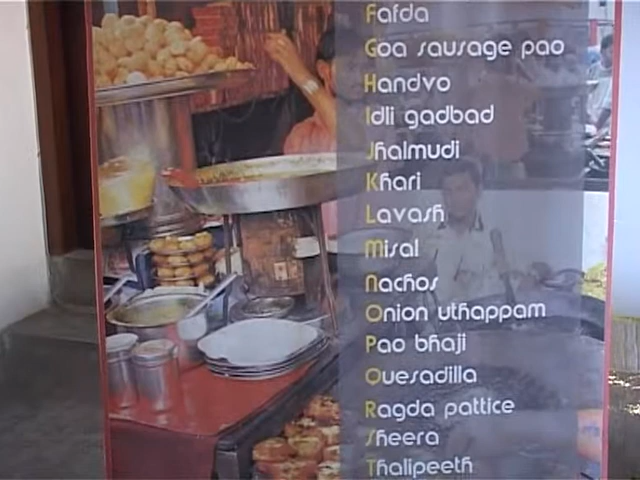 Fafda
Goa sausage pao
Handvo
Idli gadbad
Jhalmudi
Khari
Lavash
Misal
Nachos
Onion uthappam
Pao bhaji
Quesadilla
Ragda pattice
Sheera
Thalipeeth